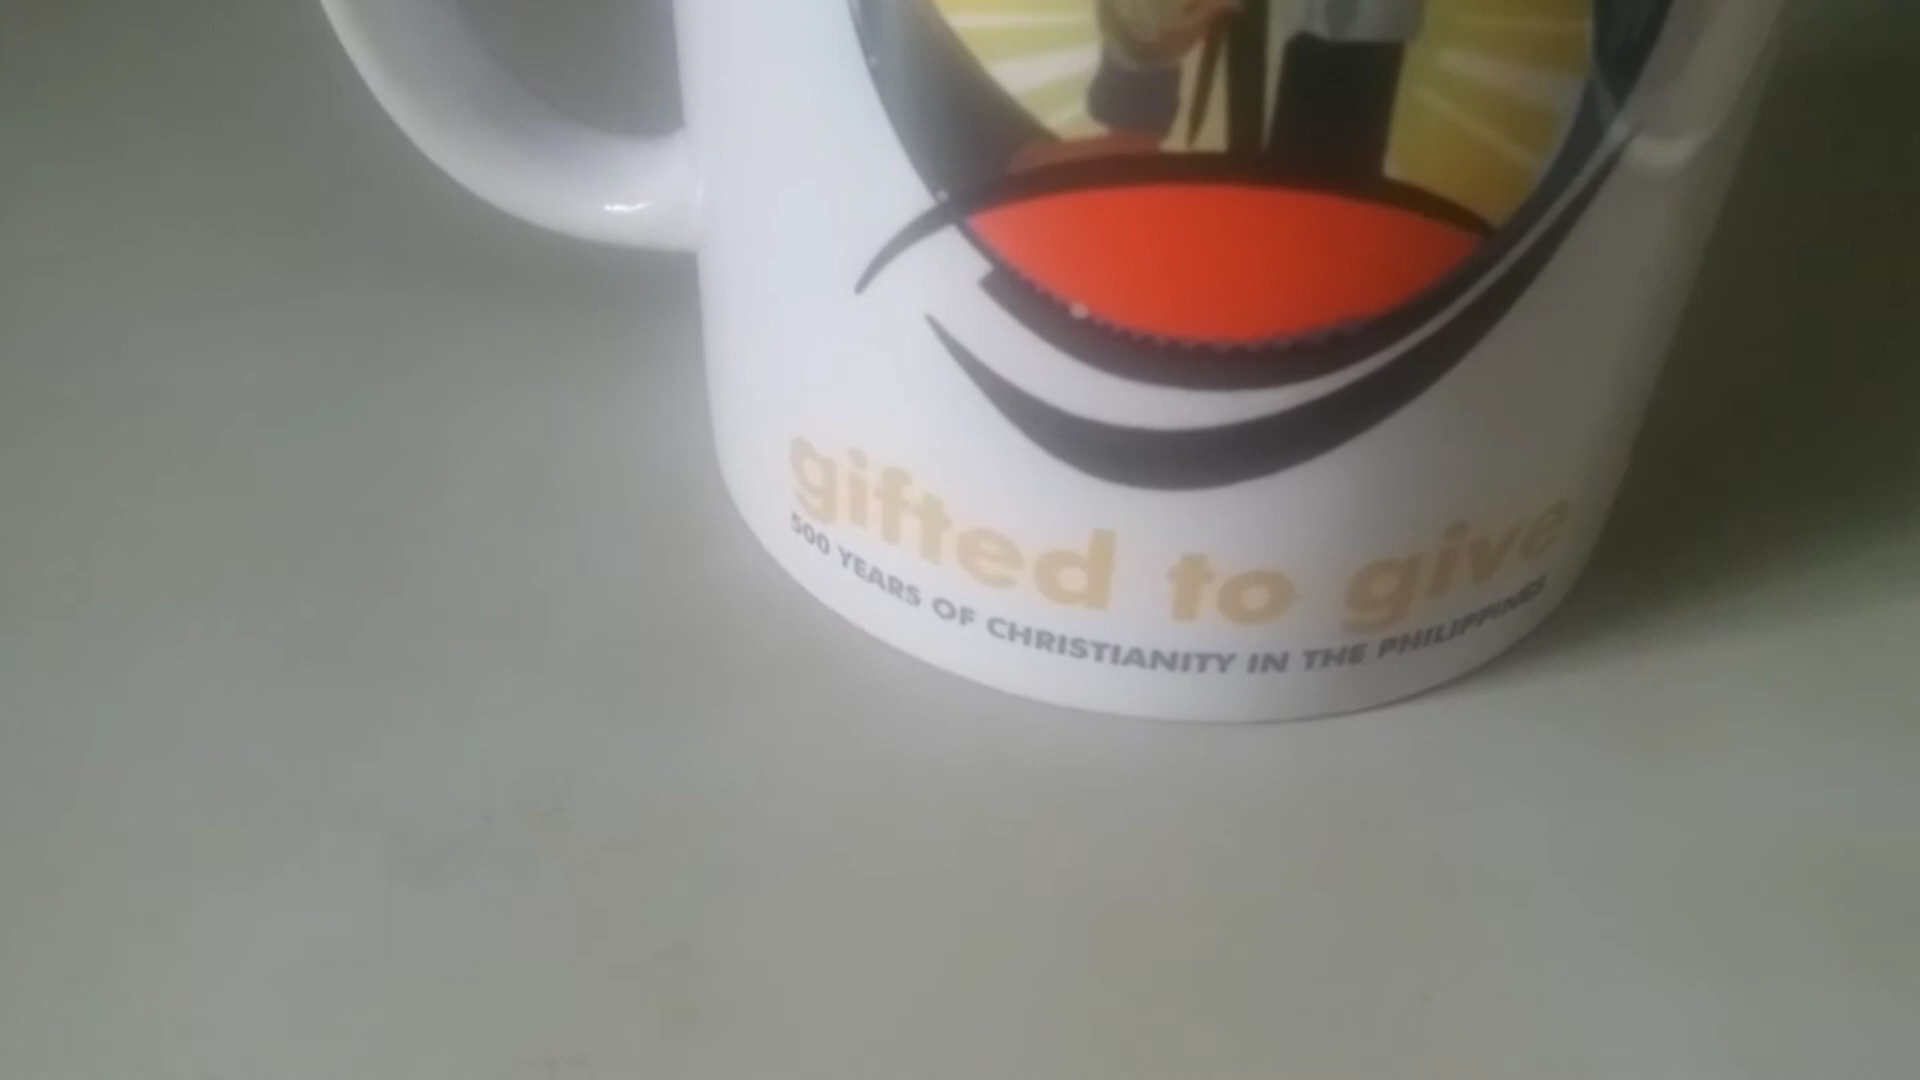 gifted to give
500 YEARS OF CHRISTIANITY IN THE PHILIPPINES